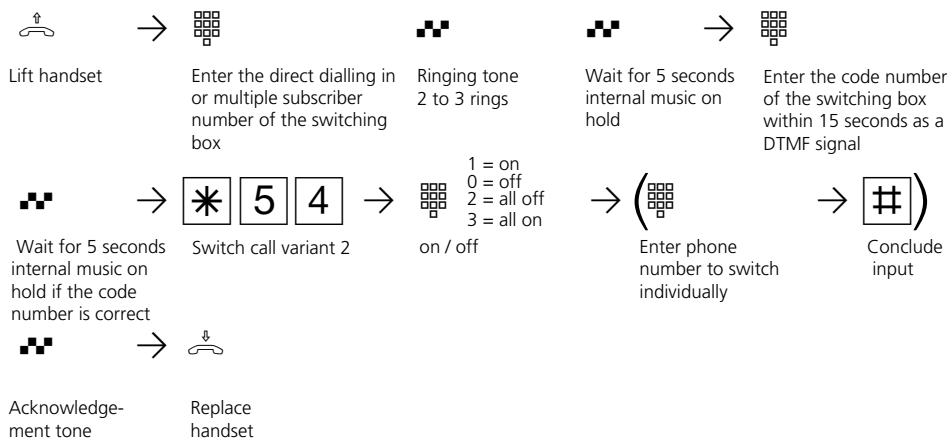 Lift handset
Enter the direct dialling in
or multiple subscriber
number of the switching
box
Ringing tone
2 to 3 rings
Wait for 5 seconds
internal music on
hold
Enter the code number
of the switching box
within 15 seconds as a
DTMF signal
Wait for 5 seconds
internal music on
hold if the code
number is correct
* 5 4
Switch call variant 2
1 = on
0 = off
2 = all off
3 = all on
on / off
(
Enter phone
number to switch
individually
# )
Conclude
input
Acknowledge-
ment tone
Replace
handset